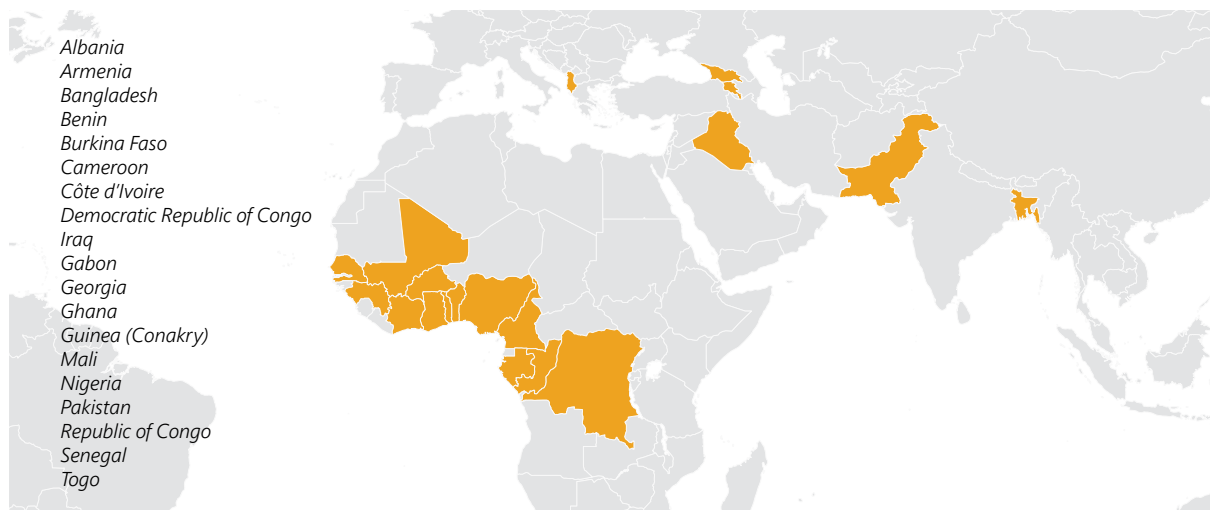 Albania
Armenia
Bangladesh
Benin
Burkina Faso
Cameroon
Côte d'Ivoire
Democratic Republic of Congo
Iraq
Gabon
Georgia
Ghana
Guinea (Conakry)
Mali
Nigeria
Pakistan
Republic of Congo
Senegal
Togo